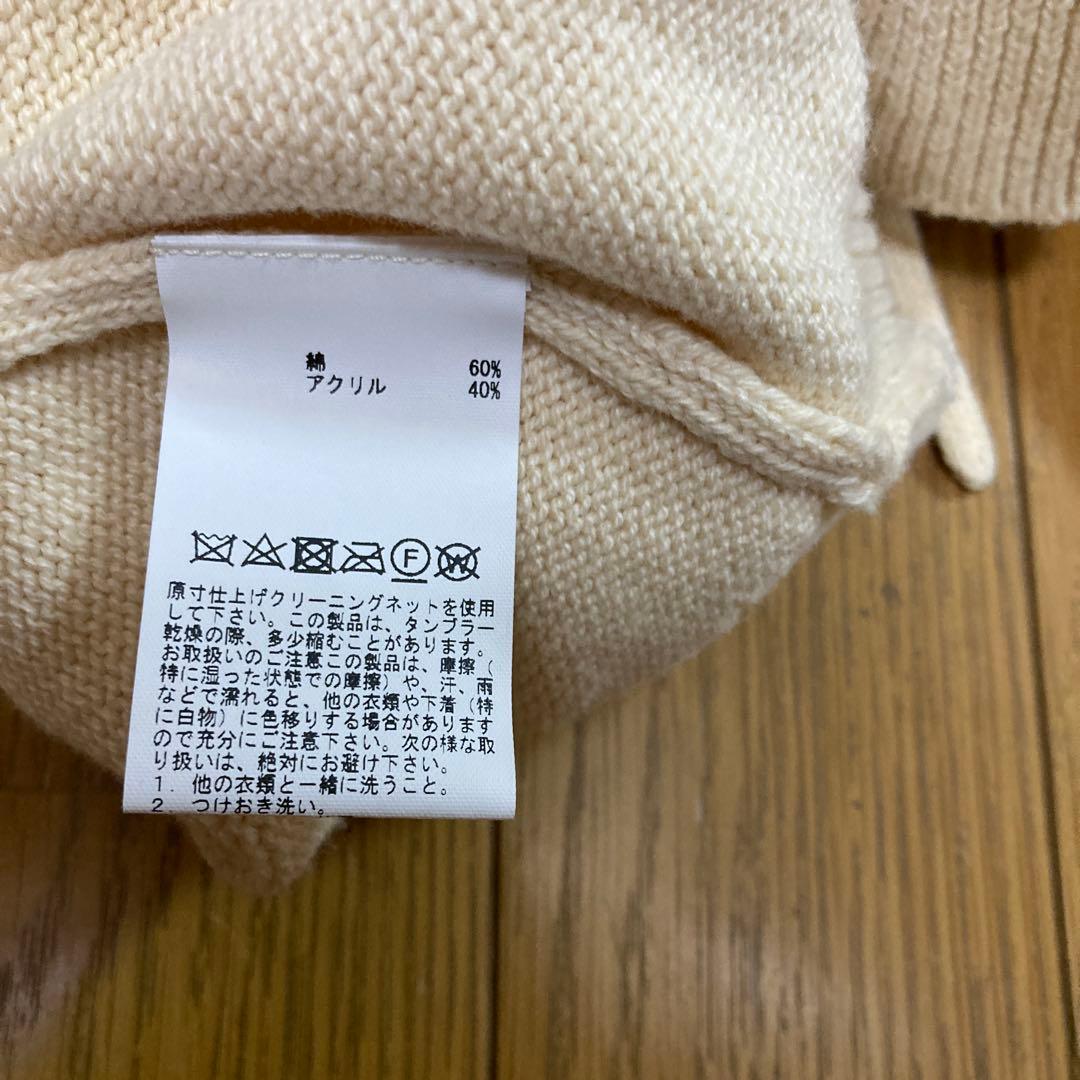 綿 60%
アクリル 40%
F W
原寸仕上げクリーニングネットを使用
して下さい。この製品は、タンブラー
乾燥の際、多少縮むことがあります。
お取扱いのご注意この製品は、摩擦（
特に湿った状態での摩擦）や、汗、雨
などで濡れると、他の衣類や下着（特
に白物）に色移りする場合があります
ので充分にご注意下さい。次の様な取
り扱いは、絶対にお避け下さい。
1．他の衣類と一緒に洗うこと。
2．つけおき洗い。